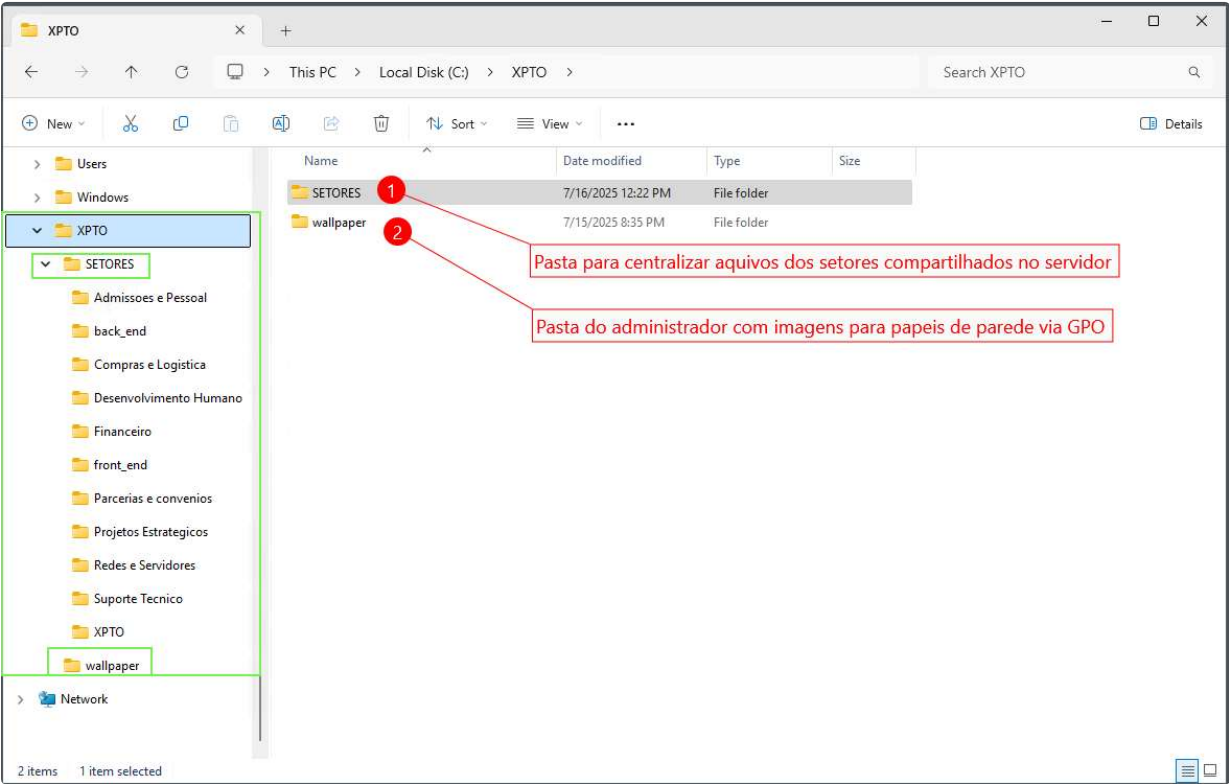 XPTO
This PC > Local Disk (C:) > XPTO >
Search XPTO
New
Sort
View
Details
Users
Windows
XPTO
SETORES
Admissoes e Pessoal
back_end
Compras e Logistica
Desenvolvimento Humano
Financeiro
front_end
Parcerias e convenios
Projetos Estrategicos
Redes e Servidores
Suporte Tecnico
XPTO
wallpaper
Network
Name Date modified Type Size
SETORES 1 7/16/2025 12:22 PM File folder
wallpaper 2 7/15/2025 8:35 PM File folder
Pasta para centralizar aquivos dos setores compartilhados no servidor
Pasta do administrador com imagens para papeis de parede via GPO
2 items 1 item selected